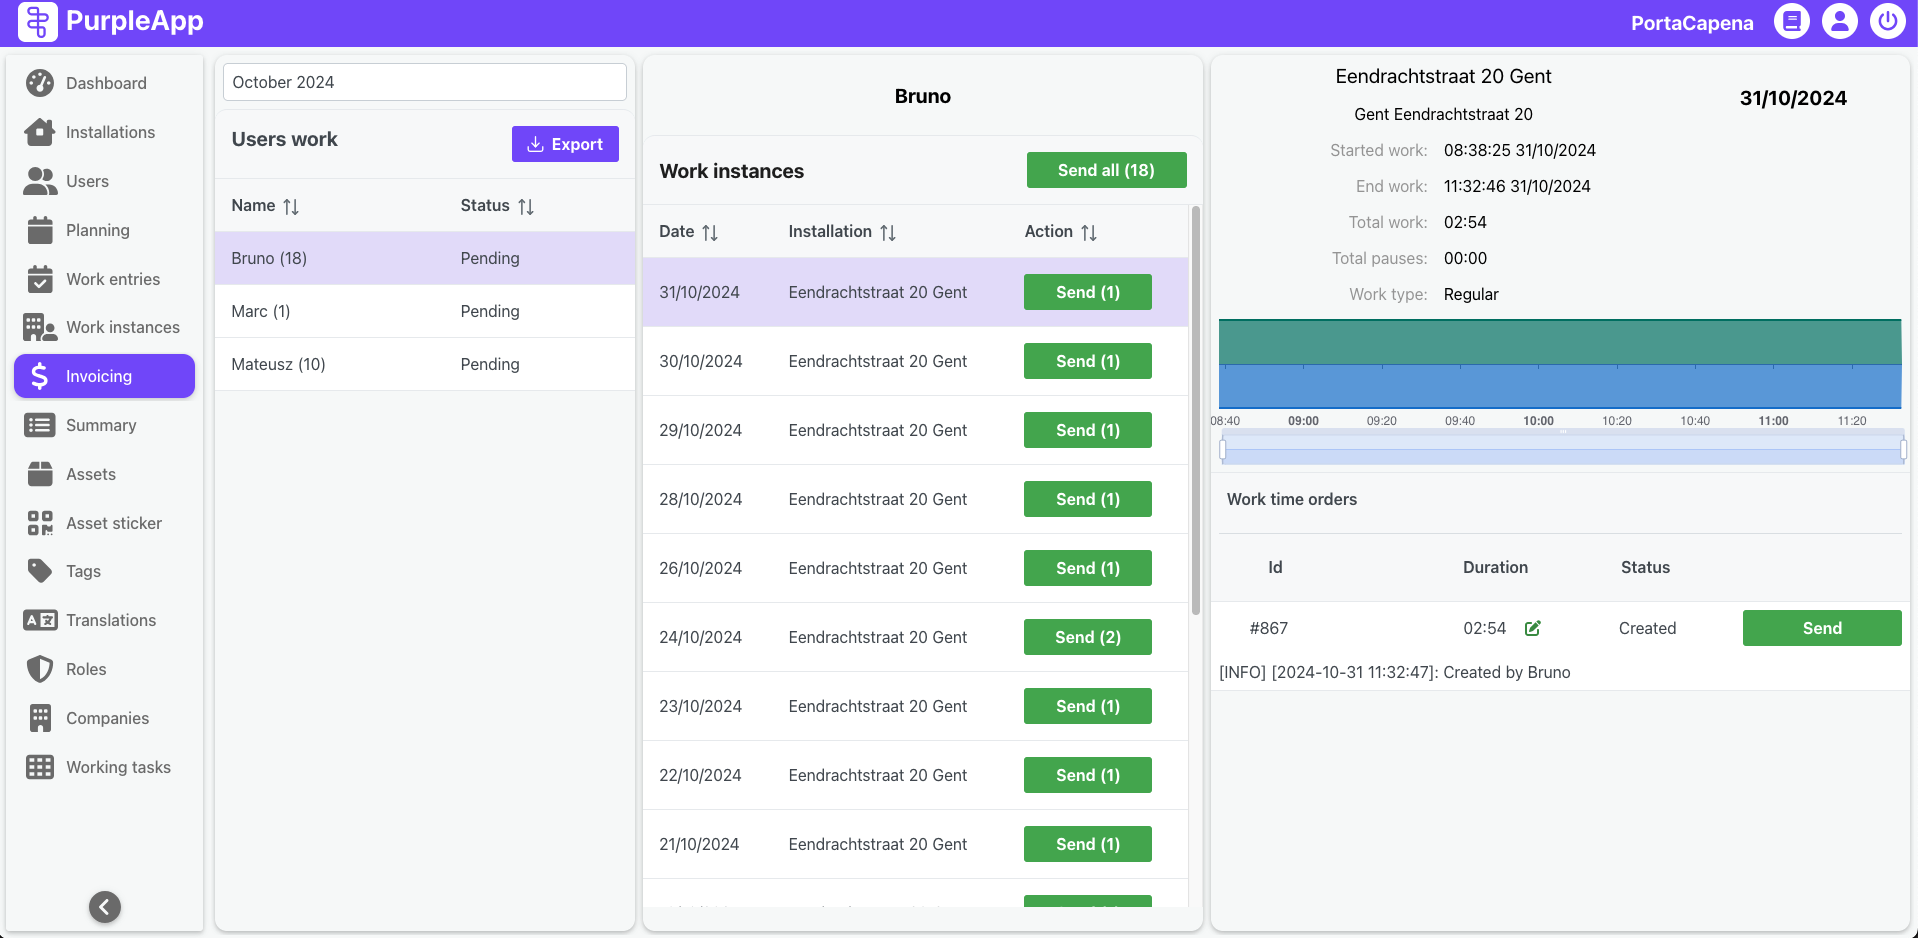 PurpleApp
PortaCapena
Dashboard
Installations
Users
Planning
Work entries
Work instances
Invoicing
Summary
Assets
Asset sticker
Tags
Translations
Roles
Companies
Working tasks
October 2024
Users work
Export
Name Status
Bruno (18) Pending
Marc (1) Pending
Mateusz (10) Pending
Bruno
Work instances
Send all (18)
Date Installation Action
31/10/2024 Eendrachtstraat 20 Gent Send (1)
30/10/2024 Eendrachtstraat 20 Gent Send (1)
29/10/2024 Eendrachtstraat 20 Gent Send (1)
28/10/2024 Eendrachtstraat 20 Gent Send (1)
26/10/2024 Eendrachtstraat 20 Gent Send (1)
24/10/2024 Eendrachtstraat 20 Gent Send (2)
23/10/2024 Eendrachtstraat 20 Gent Send (1)
22/10/2024 Eendrachtstraat 20 Gent Send (1)
21/10/2024 Eendrachtstraat 20 Gent Send (1)
Eendrachtstraat 20 Gent
31/10/2024
Gent Eendrachtstraat 20
Started work: 08:38:25 31/10/2024
End work: 11:32:46 31/10/2024
Total work: 02:54
Total pauses: 00:00
Work type: Regular
08:40 09:00 09:20 09:40 10:00 10:20 10:40 11:00 11:20
Work time orders
Id Duration Status
#867 02:54 Created Send
[INFO] [2024-10-31 11:32:47]: Created by Bruno